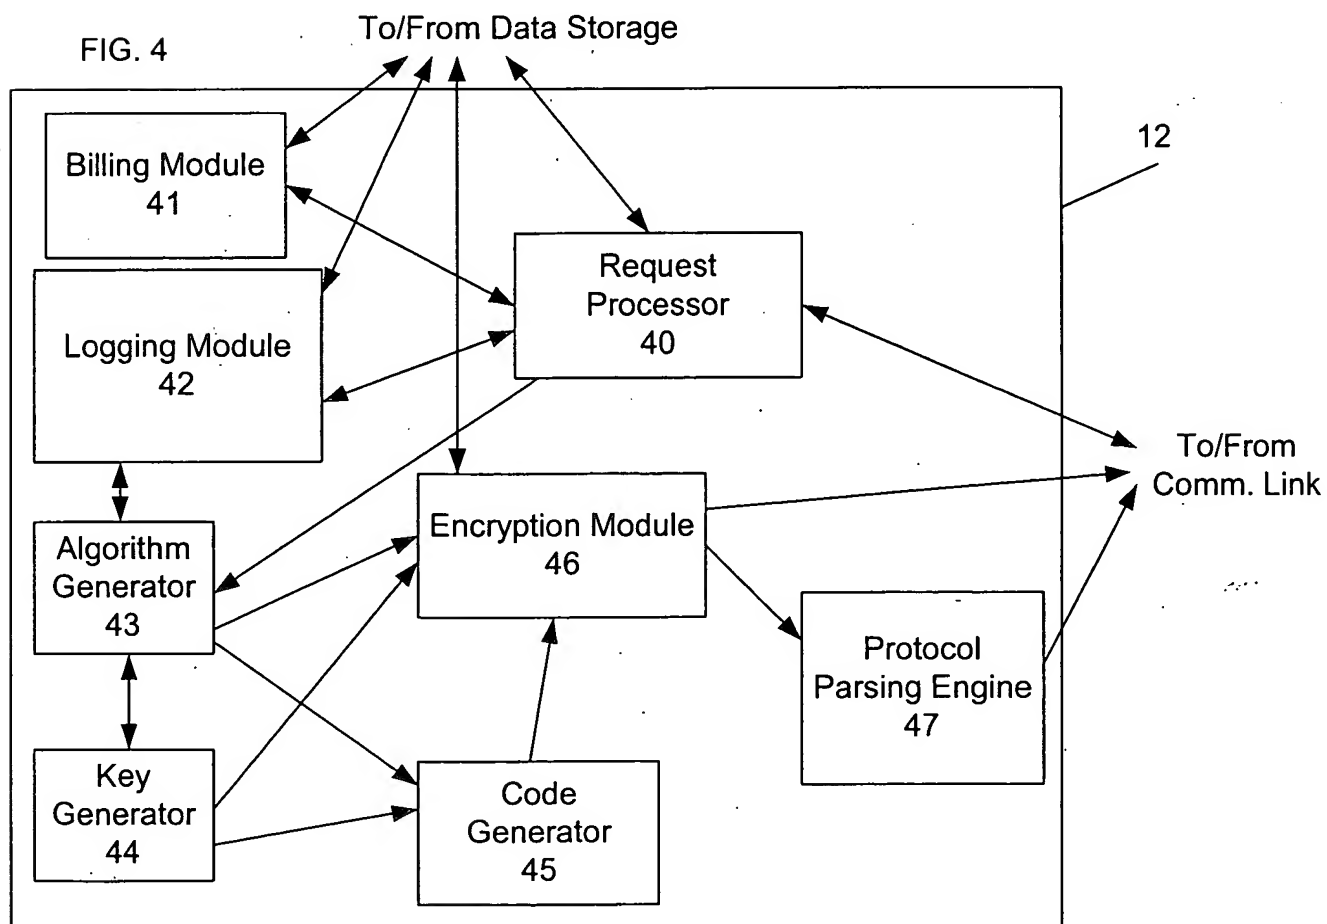 To/From Data Storage
FIG. 4
12
Billing Module
41
Request
Processor
40
Logging Module
42
To/From
Comm. Link
Encryption Module
46
Algorithm
Generator
43
Protocol
Parsing Engine
47
Key
Generator
44
Code
Generator
45